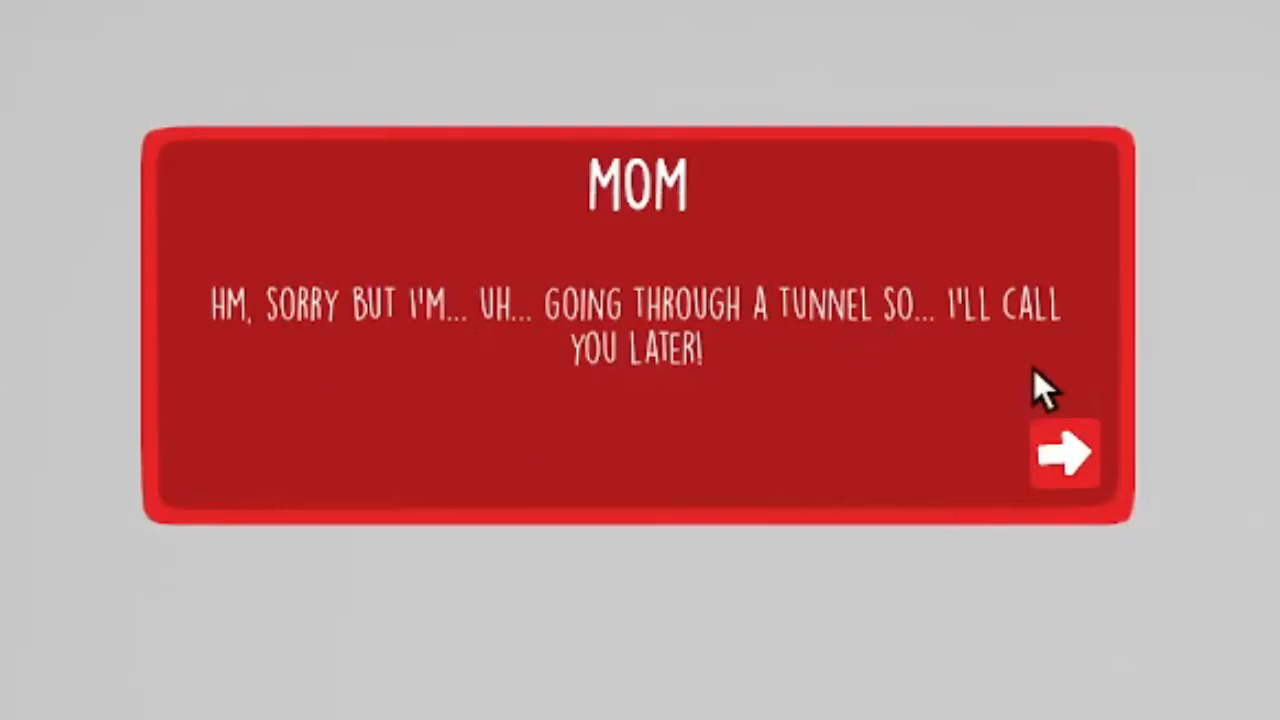 MOM
HM, SORRY BUT I'M... UH... GOING THROUGH A TUNNEL SO... I'LL CALL
YOU LATER!